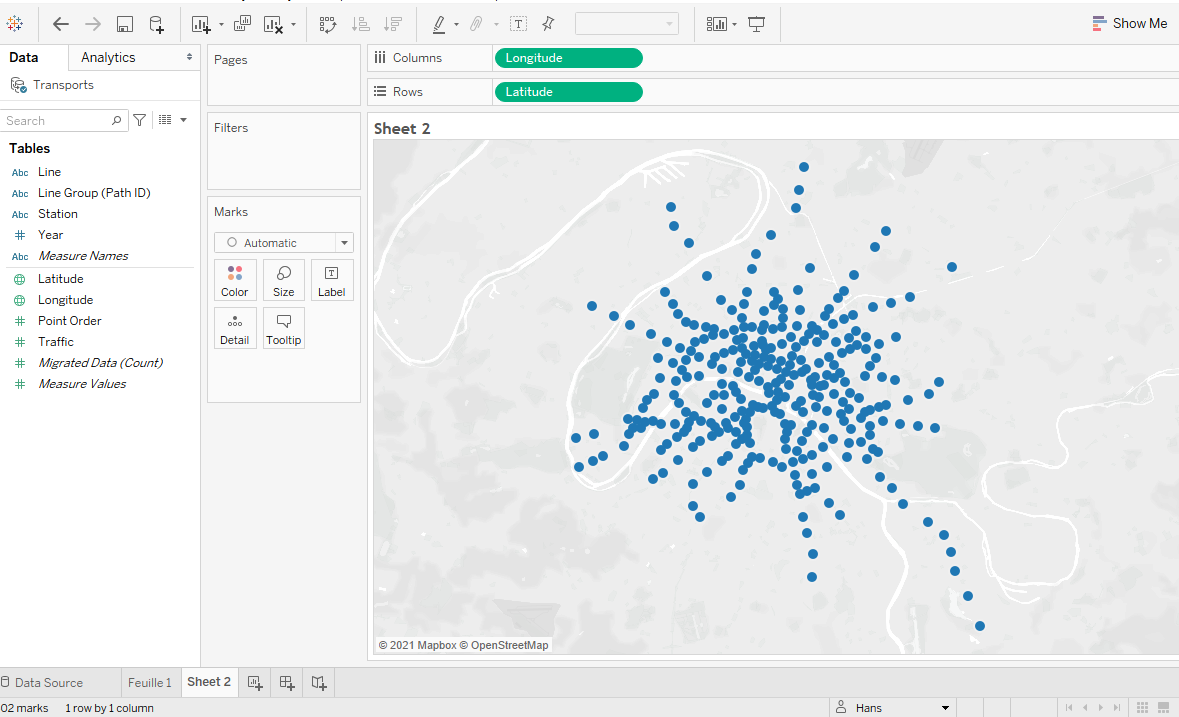 Show Me
Data
Analytics
Pages
Columns
Longitude
Transports
Rows
Latitude
Search
Filters
Sheet 2
Tables
Abc Line
Abc Line Group (Path ID)
Abc Station
# Year
Abc Measure Names
Latitude
Longitude
# Point Order
# Traffic
# Migrated Data (Count)
# Measure Values
Marks
Automatic
Color
Size
T
Label
Detail
Tooltip
© 2021 Mapbox © OpenStreetMap
Data Source
Feuille 1
Sheet 2
02 marks
1 row by 1 column
Hans